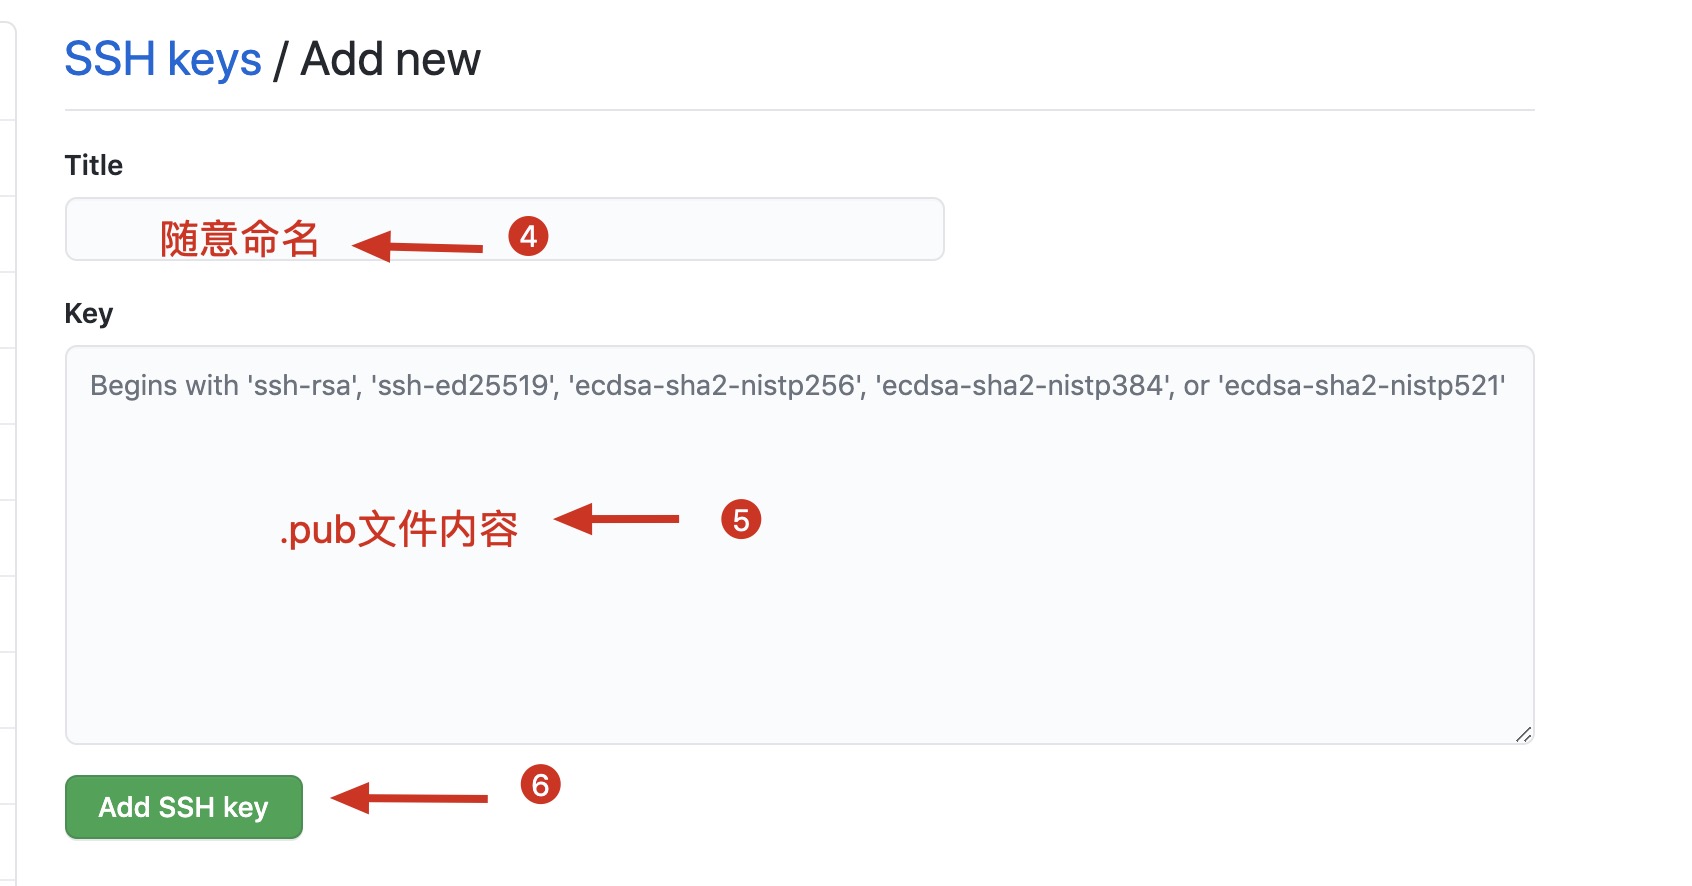 SSH keys / Add new
Title
随意命名 4
Key
Begins with 'ssh-rsa', 'ssh-ed25519', 'ecdsa-sha2-nistp256', 'ecdsa-sha2-nistp384', or 'ecdsa-sha2-nistp521'
.pub文件内容 5
Add SSH key 6